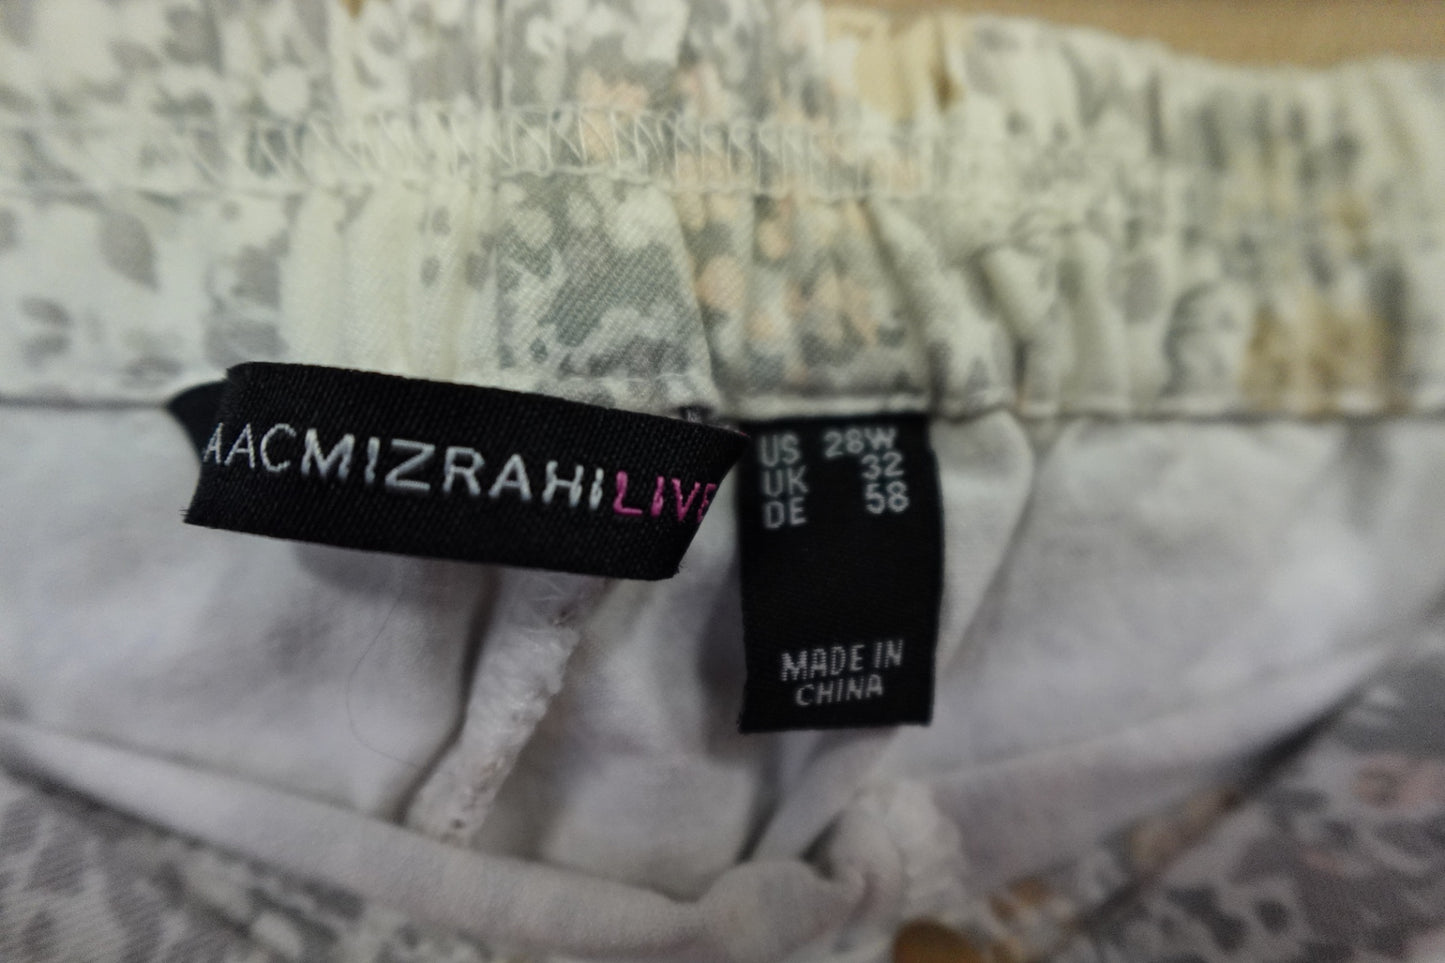 AACMIZRAHILIVE
US 28W
UK 32
DE 58
MADE IN
CHINA